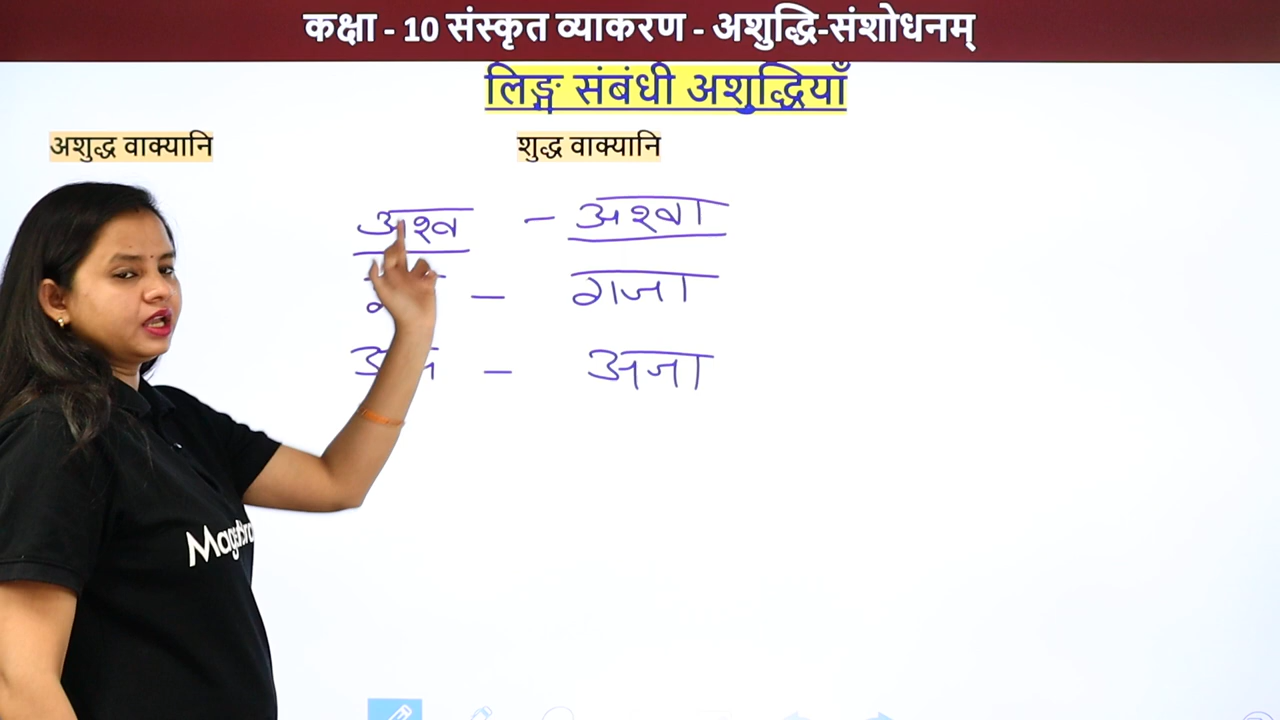 कक्षा - 10 संस्कृत व्याकरण - अशुद्धि-संशोधनम्
लिङ्ग संबंधी अशुद्धियाँ
अशुद्ध वाक्यानि
शुद्ध वाक्यानि
अश्व - अश्वा
- गजा
- अजा